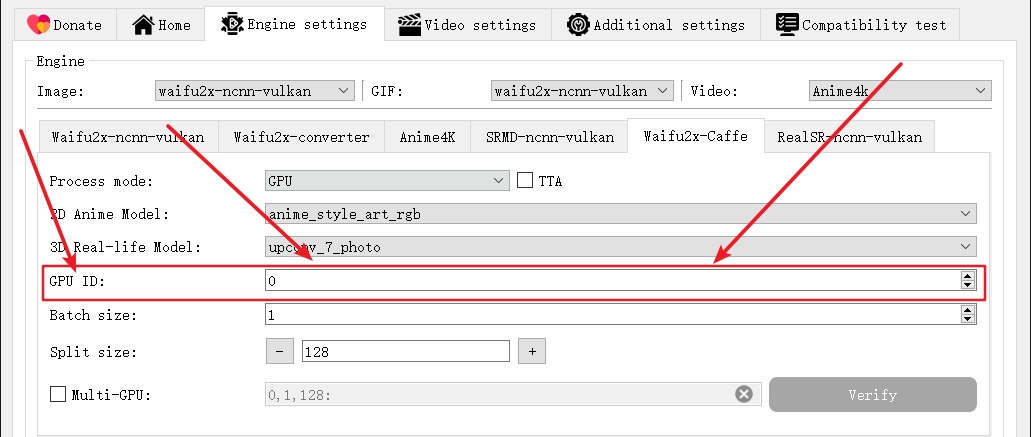 Donate Home Engine settings Video settings Additional settings Compatibility test
Engine
Image: waifu2x-ncnn-vulkan GIF: waifu2x-ncnn-vulkan Video: Anime4k
Waifu2x-ncnn-vulkan Waifu2x-converter Anime4K SRMD-ncnn-vulkan Waifu2x-Caffe RealSR-ncnn-vulkan
Process mode: GPU TTA
2D Anime Model: anime_style_art_rgb
3D Real-life Model: upconv_7_photo
GPU ID: 0
Batch size: 1
Split size: - 128 +
Multi-GPU: 0,1,128: Verify